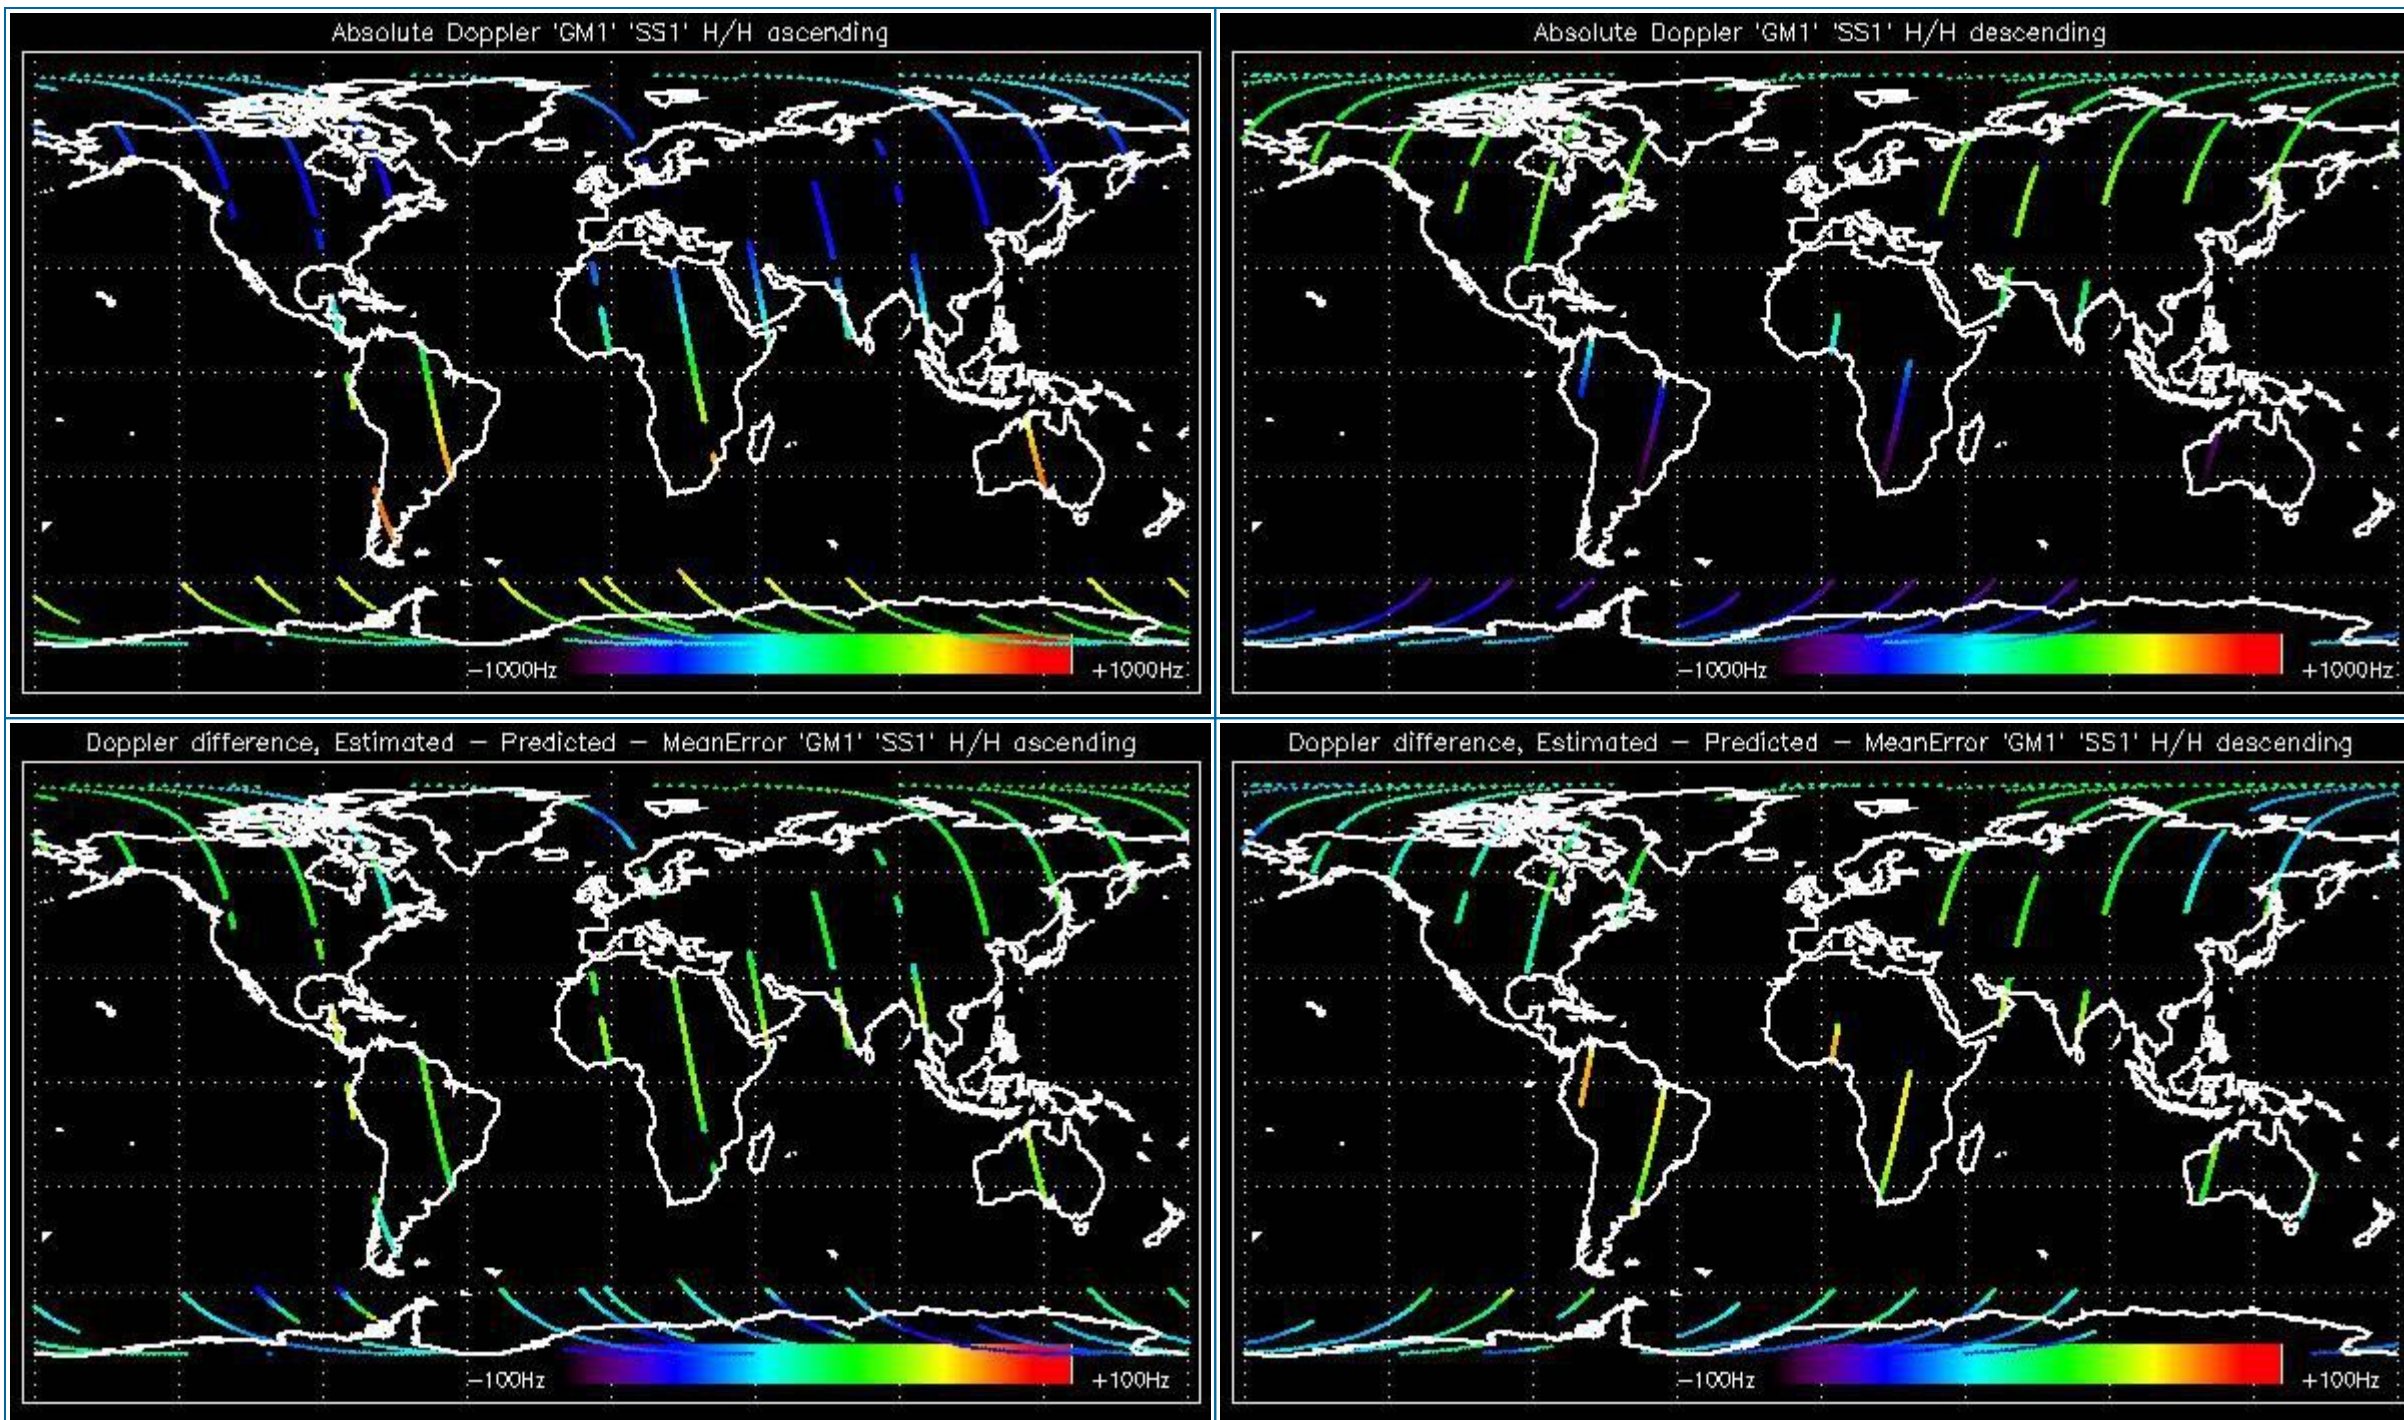 Absolute Doppler 'GM1' 'SS1' H/H ascending
−1000Hz
+1000Hz
Absolute Doppler 'GM1' 'SS1' H/H descending
−1000Hz
+1000Hz
Doppler difference, Estimated − Predicted − MeanError 'GM1' 'SS1' H/H ascending
−100Hz
+100Hz
Doppler difference, Estimated − Predicted − MeanError 'GM1' 'SS1' H/H descending
−100Hz
+100Hz